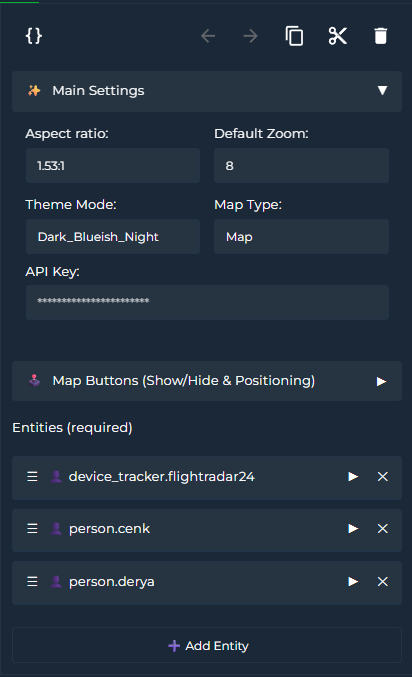 {}
Main Settings
Aspect ratio: Default Zoom:
1.53:1 8
Theme Mode: Map Type:
Dark_Blueish_Night Map
API Key:
***********************
Map Buttons (Show/Hide & Positioning)
Entities (required)
device_tracker.flightradar24
person.cenk
person.derya
Add Entity